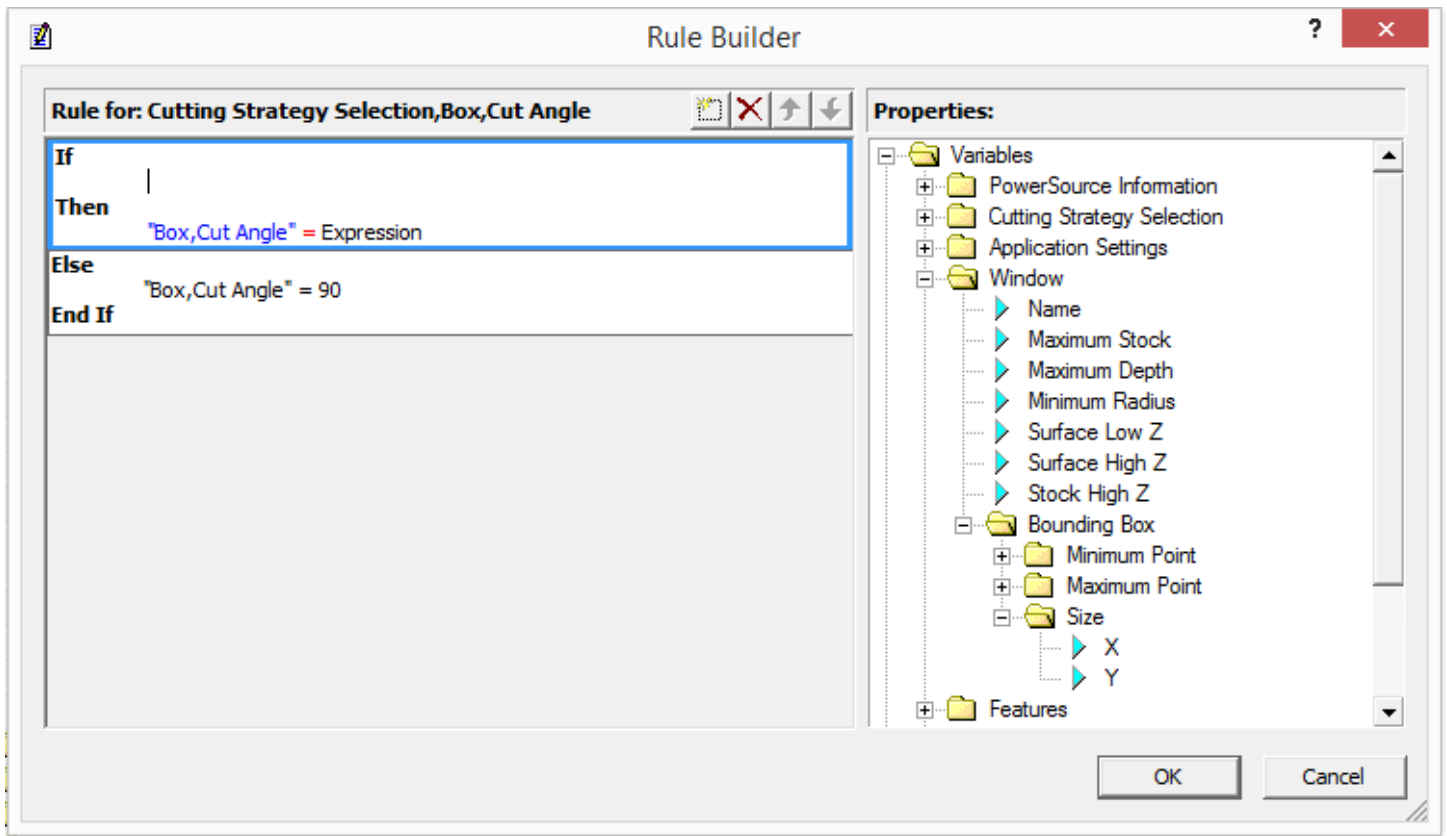 Rule Builder
?
Rule for: Cutting Strategy Selection,Box,Cut Angle
If
Then
"Box,Cut Angle" = Expression
Else
"Box,Cut Angle" = 90
End If
Properties:
Variables
PowerSource Information
Cutting Strategy Selection
Application Settings
Window
Name
Maximum Stock
Maximum Depth
Minimum Radius
Surface Low Z
Surface High Z
Stock High Z
Bounding Box
Minimum Point
Maximum Point
Size
X
Y
Features
OK
Cancel